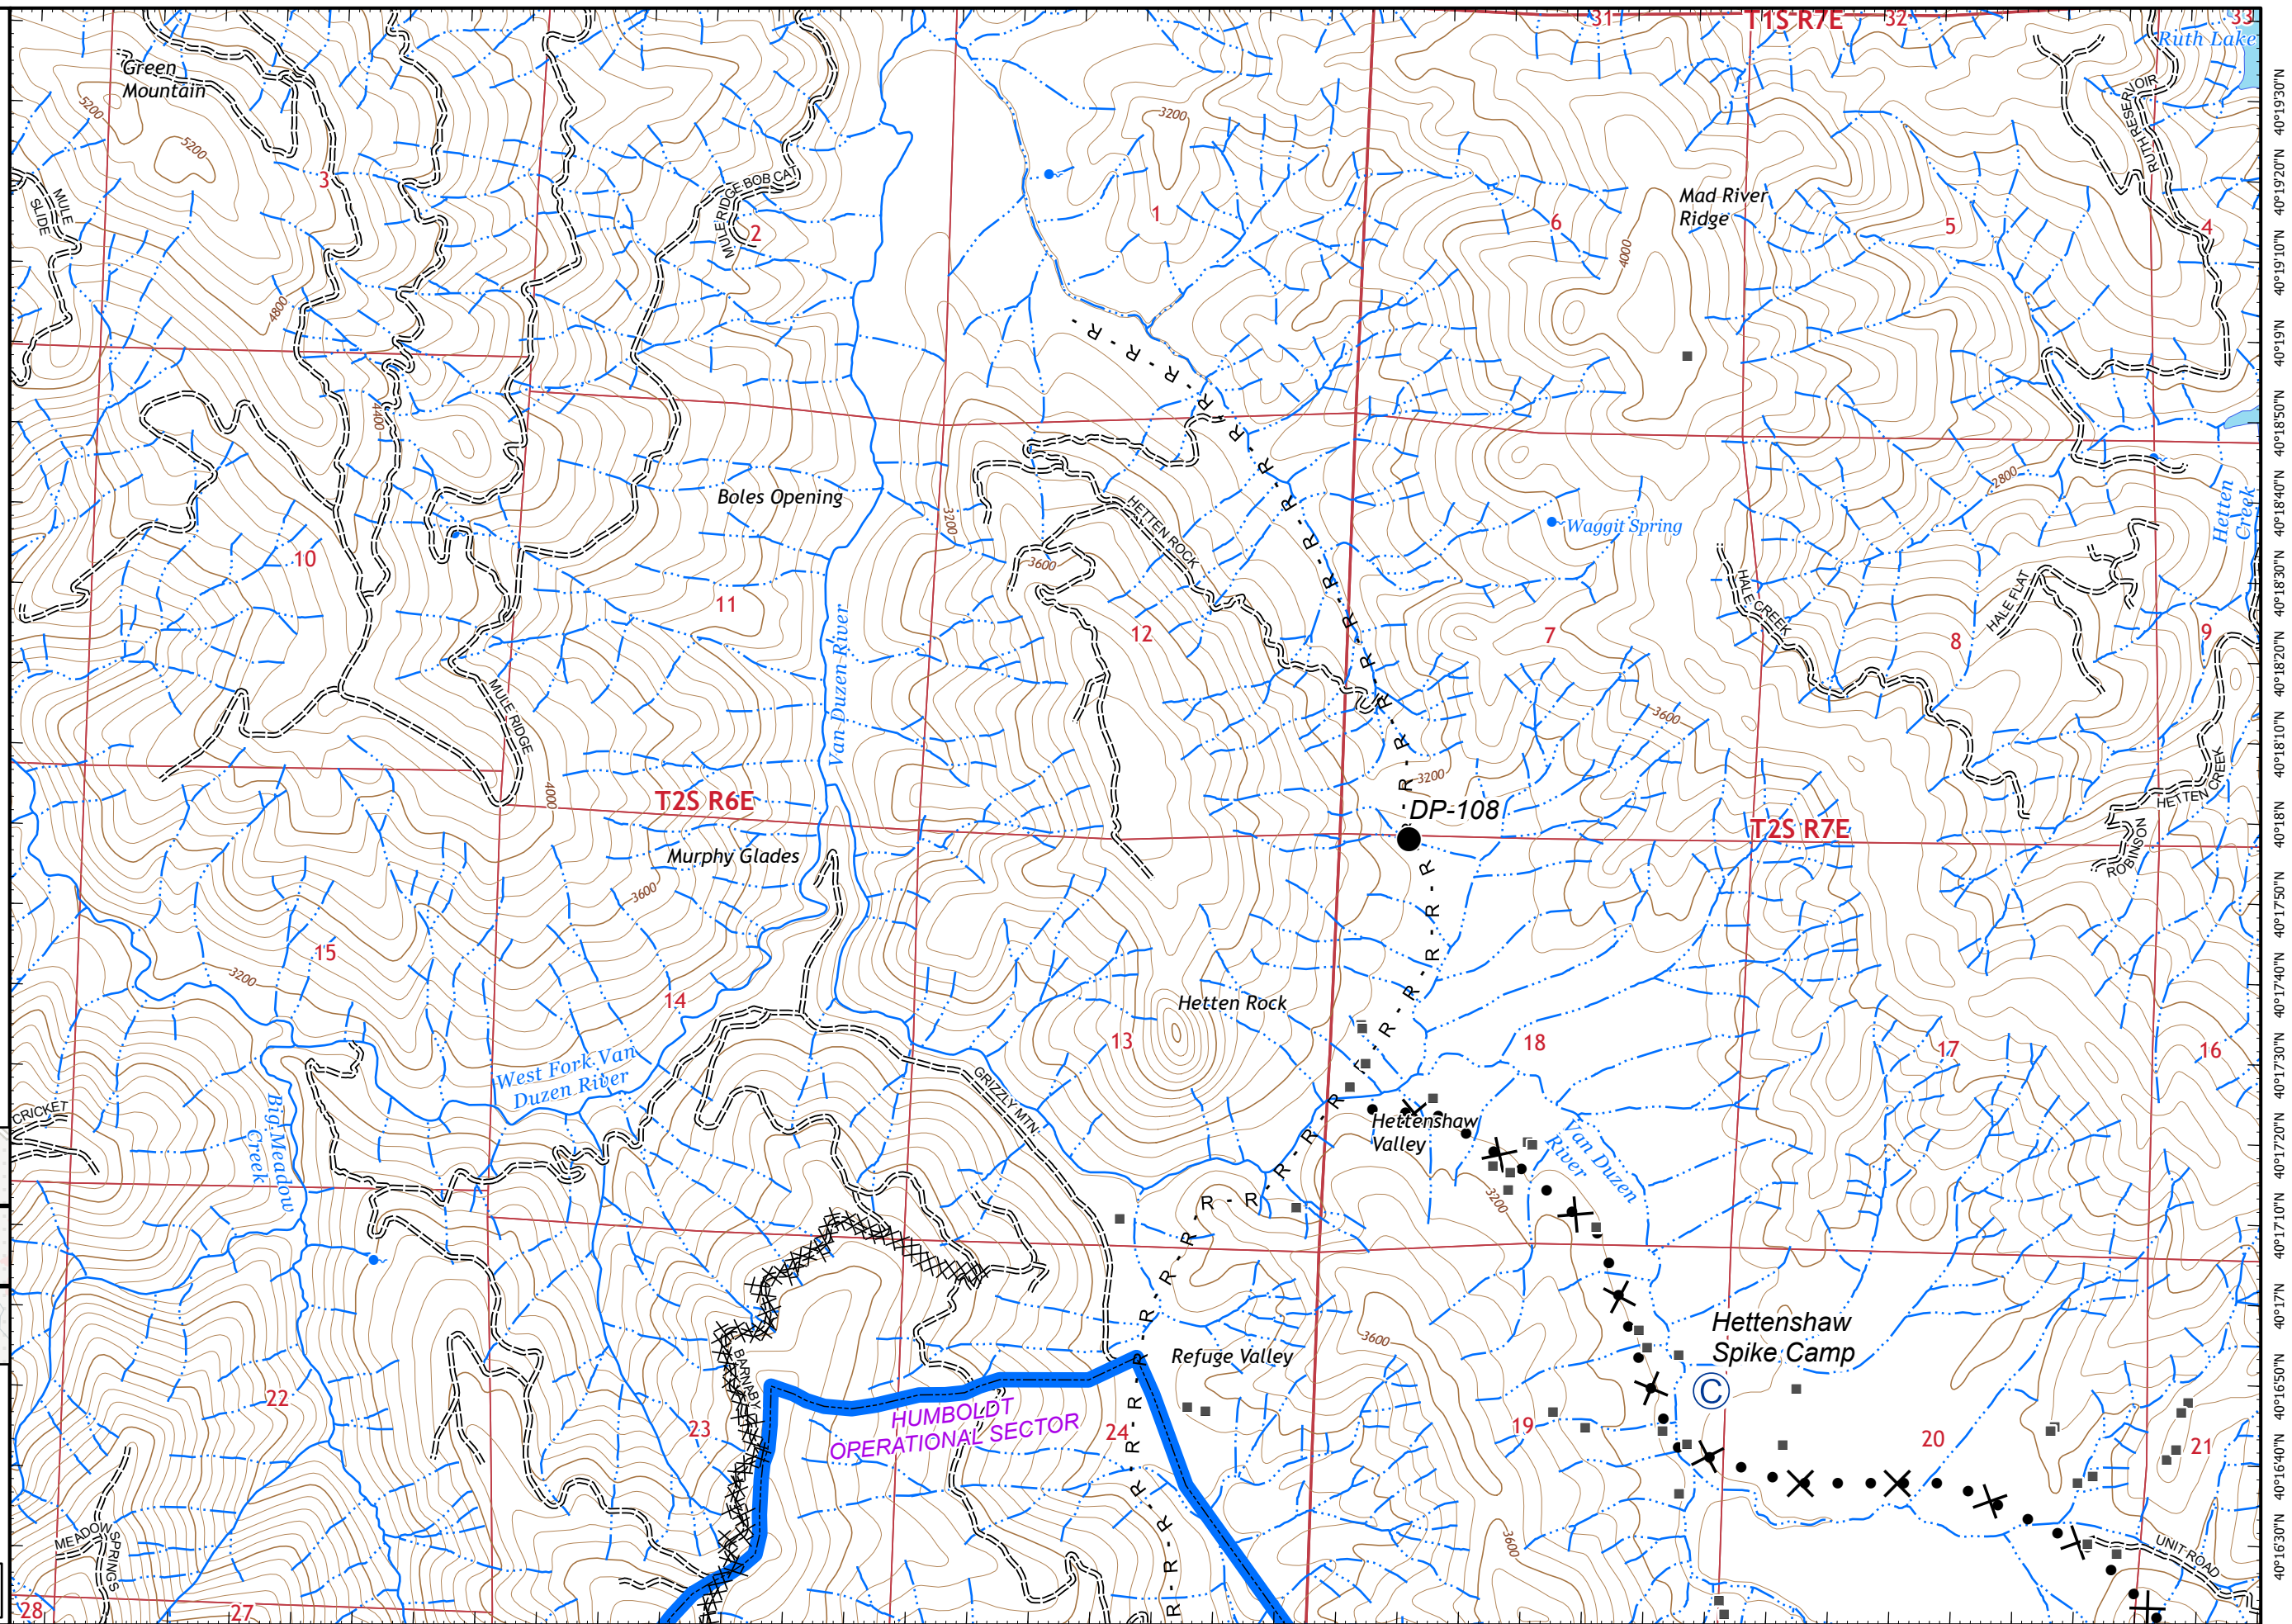 31
T1S R7E
32
33
Ruth Lake
Green
Mountain
5200
5200
3200
RUTH RESERVOIR
40°19'30"N
3
MULE
SLIDE
MULE RIDGE BOB CAT
2
1
Mad River
Ridge
6
5
4
40°19'20"N
4000
40°19'10"N
4800
40°19'N
R - R - R - R - R
4400
40°18'50"N
Boles Opening
3200
HETTEN ROCK
Waggit Spring
2800
Hetten
Creek
40°18'40"N
10
3600
HALE CREEK
HALE FLAT
40°18'30"N
11
12
7
8
9
Van Duzen River
40°18'20"N
MULE RIDGE
3600
40°18'10"N
4000
T2S R6E
3200
DP-108
HETTEN CREEK
T2S R7E
40°18'N
Murphy Glades
ROBINSON
3600
40°17'50"N
15
3200
14
Hetten Rock
40°17'40"N
13
18
17
16
40°17'30"N
West Fork Van
Duzen River
GRIZZLY MTN
CRICKET
Big Meadow
Creek
Hettenshaw
Valley
Van Duzen
River
40°17'20"N
3200
40°17'10"N
40°17'N
Hettenshaw
Spike Camp
3600
Refuge Valley
BARNABY
C
40°16'50"N
22
23
HUMBOLDT
OPERATIONAL SECTOR
24
19
20
21
40°16'40"N
MEADOW SPRINGS
3600
UNIT ROAD
40°16'30"N
28
27